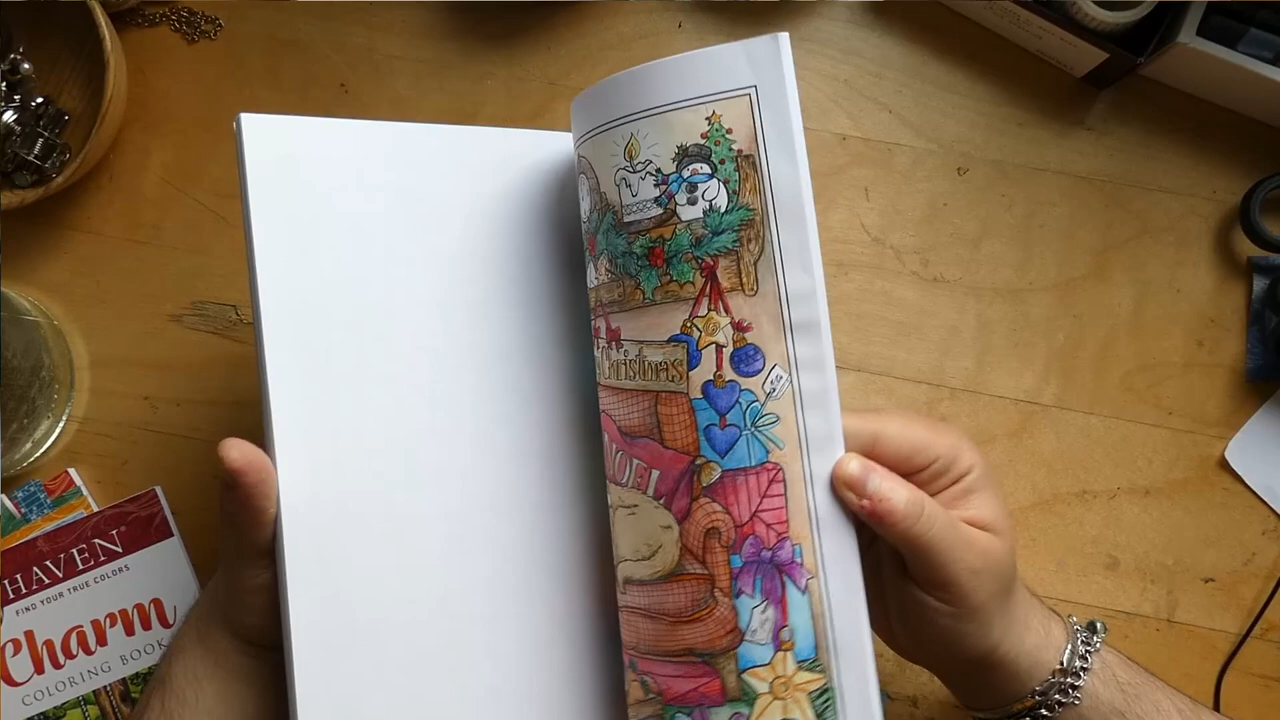 Christmas
NOEL
HAVEN
FIND YOUR TRUE COLORS
Charm
COLORING BOOK